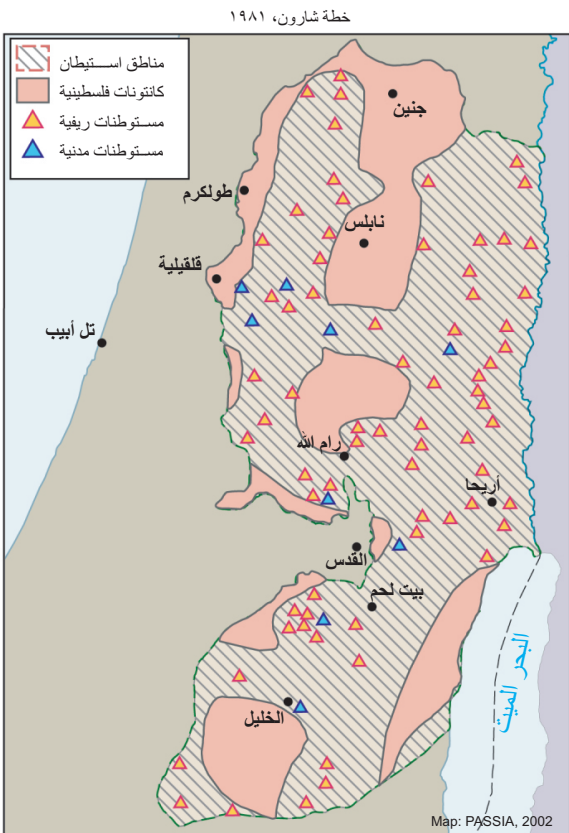 خطة شارون، ١٩٨١
مناطق استيطان
كانتونات فلسطينية
مستوطنات ريفية
مستوطنات مدنية
جنين
طولكرم
نابلس
قلقيلية
تل أبيب
رام الله
أريحا
القدس
بيت لحم
الخليل
البحر الميت
Map: PASSIA, 2002